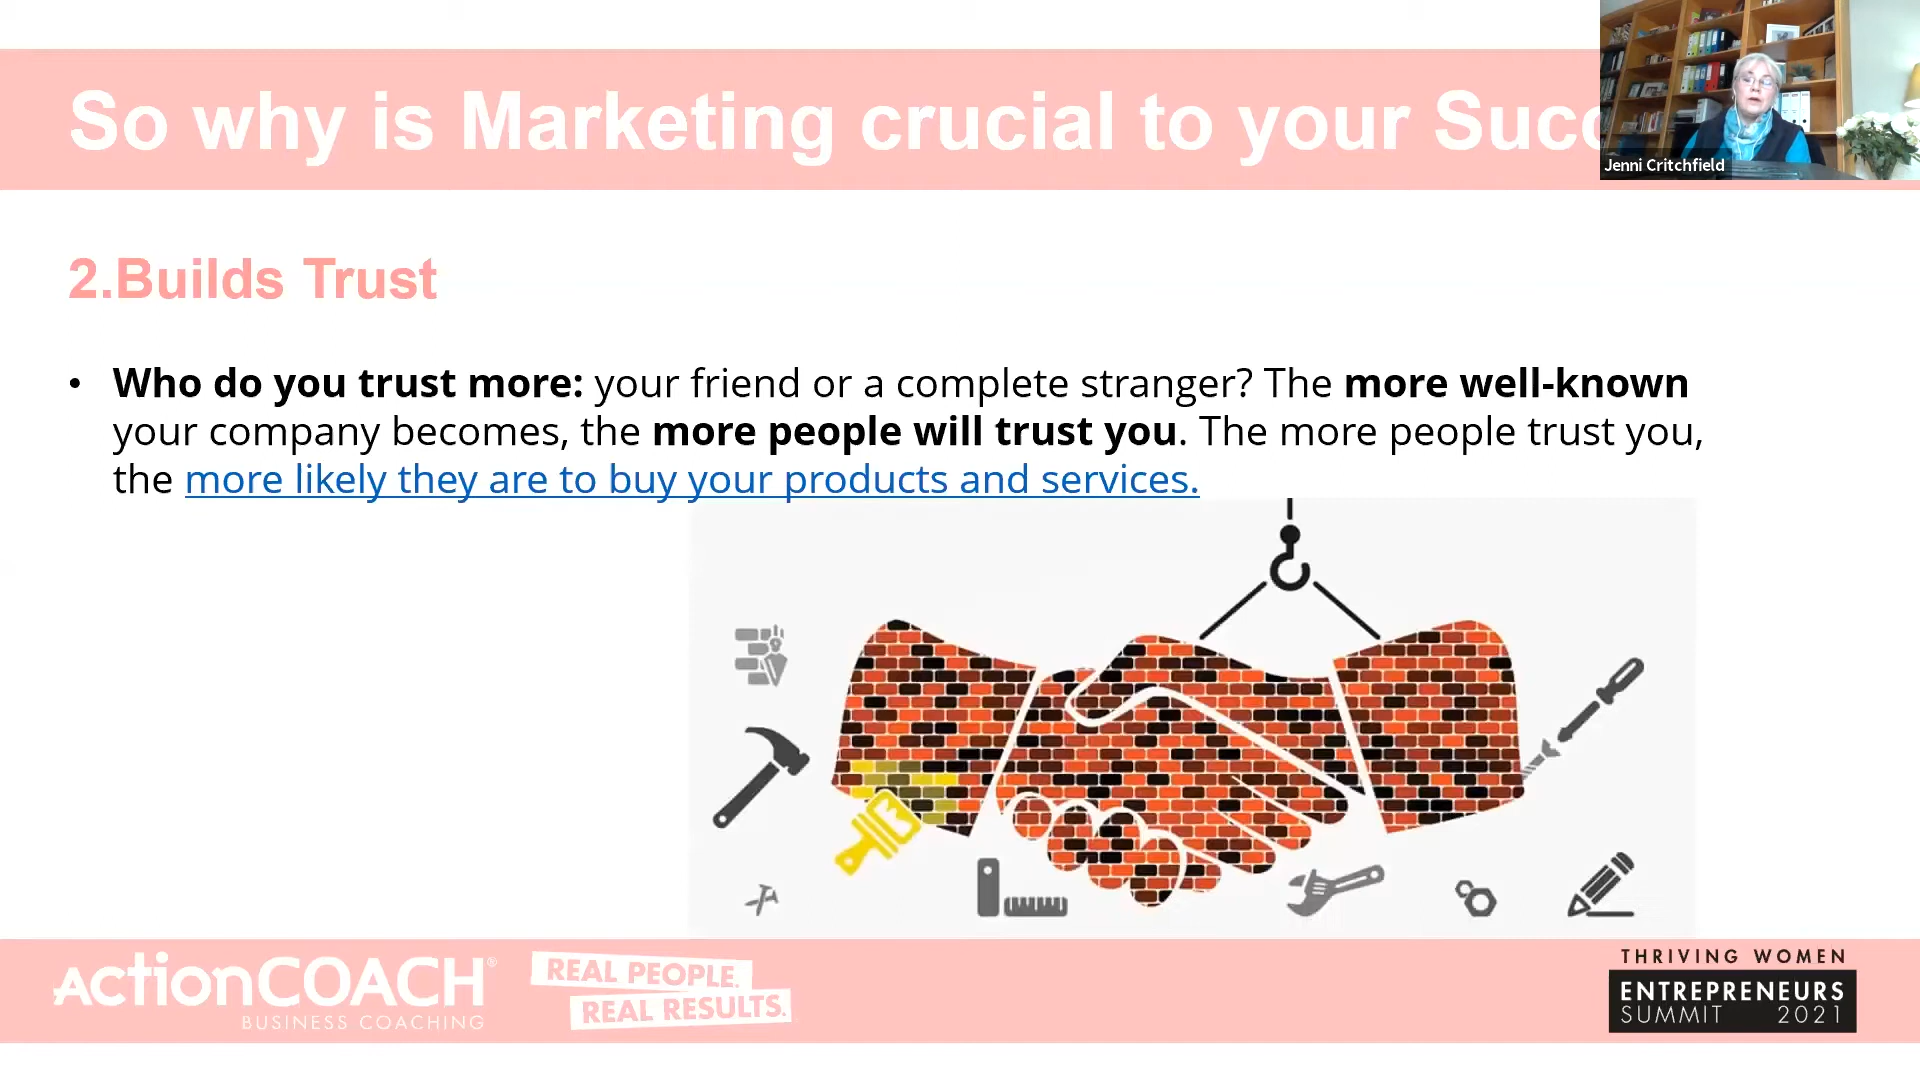 So why is Marketing crucial to your Succ
Jenni Critchfield
2.Builds Trust
• Who do you trust more: your friend or a complete stranger? The more well-known
your company becomes, the more people will trust you. The more people trust you,
the more likely they are to buy your products and services.
ActionCOACH®
BUSINESS COACHING
REAL PEOPLE.
REAL RESULTS.
THRIVING WOMEN
ENTREPRENEURS
SUMMIT 2021